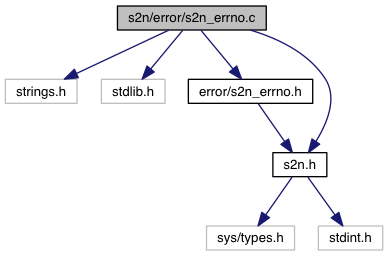 s2n/error/s2n_errno.c
strings.h
stdlib.h
error/s2n_errno.h
s2n.h
sys/types.h
stdint.h